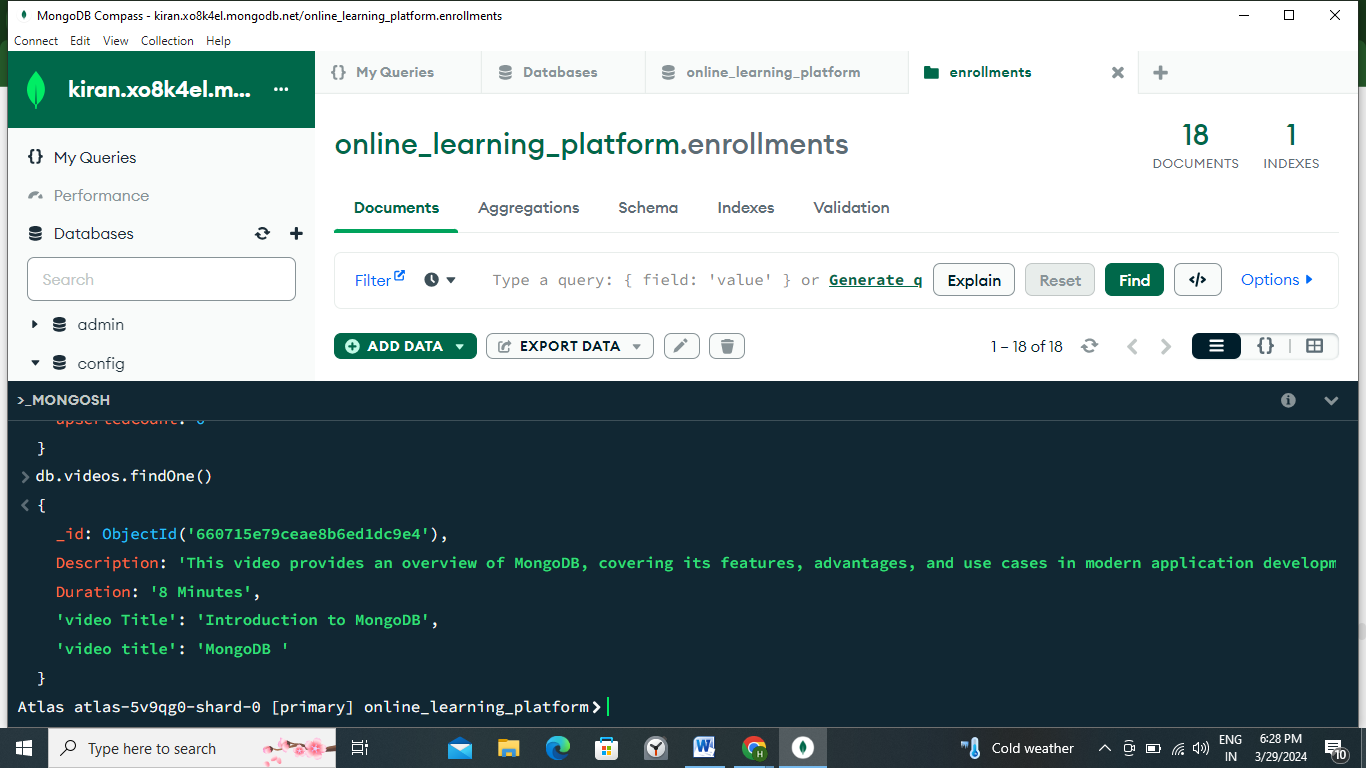 MongoDB Compass - kiran.xo8k4el.mongodb.net/online_learning_platform.enrollments
Connect Edit View Collection Help
kiran.xo8k4el.m... ...
{} My Queries
Performance
Databases
Search
admin
config
{} My Queries Databases online_learning_platform enrollments
online_learning_platform.enrollments
18 DOCUMENTS
1 INDEXES
Documents Aggregations Schema Indexes Validation
Filter Type a query: { field: 'value' } or Generate q Explain Reset Find </> Options
ADD DATA EXPORT DATA 1 – 18 of 18 {}
>_MONGOSH
}
> db.videos.findOne()
< {
_id: ObjectId('660715e79ceae8b6ed1dc9e4'),
Description: 'This video provides an overview of MongoDB, covering its features, advantages, and use cases in modern application developm
Duration: '8 Minutes',
'video Title': 'Introduction to MongoDB',
'video title': 'MongoDB '
}
Atlas atlas-5v9qg0-shard-0 [primary] online_learning_platform>
Type here to search
Cold weather
ENG
IN
6:28 PM
3/29/2024
10